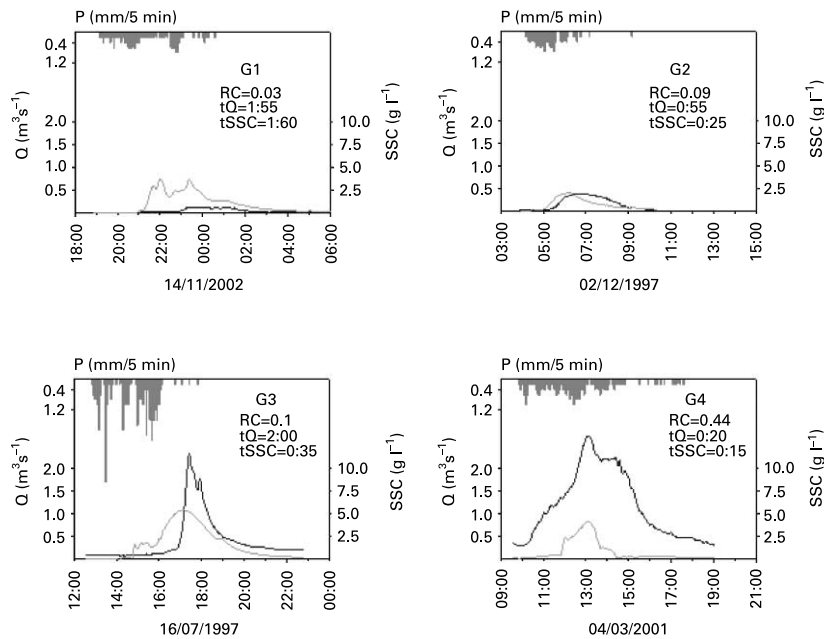 P (mm/5 min)
0.4
1.2
2.0
1.5
1.0
0.5
Q (m³s⁻¹)
G1
RC=0.03
tQ=1:55
tSSC=1:60
10.0
7.5
5.0
2.5
SSC (g l⁻¹)
18:00
20:00
22:00
00:00
02:00
04:00
06:00
14/11/2002
P (mm/5 min)
0.4
1.2
2.0
1.5
1.0
0.5
Q (m³s⁻¹)
G2
RC=0.09
tQ=0:55
tSSC=0:25
10.0
7.5
5.0
2.5
SSC (g l⁻¹)
03:00
05:00
07:00
09:00
11:00
13:00
15:00
02/12/1997
P (mm/5 min)
0.4
1.2
2.0
1.5
1.0
0.5
Q (m³s⁻¹)
G3
RC=0.1
tQ=2:00
tSSC=0:35
10.0
7.5
5.0
2.5
SSC (g l⁻¹)
12:00
14:00
16:00
18:00
19:00
22:00
00:00
16/07/1997
P (mm/5 min)
0.4
1.2
2.0
1.5
1.0
0.5
Q (m³s⁻¹)
G4
RC=0.44
tQ=0:20
tSSC=0:15
10.0
7.5
5.0
2.5
SSC (g l⁻¹)
09:00
11:00
13:00
15:00
17:00
19:00
21:00
04/03/2001